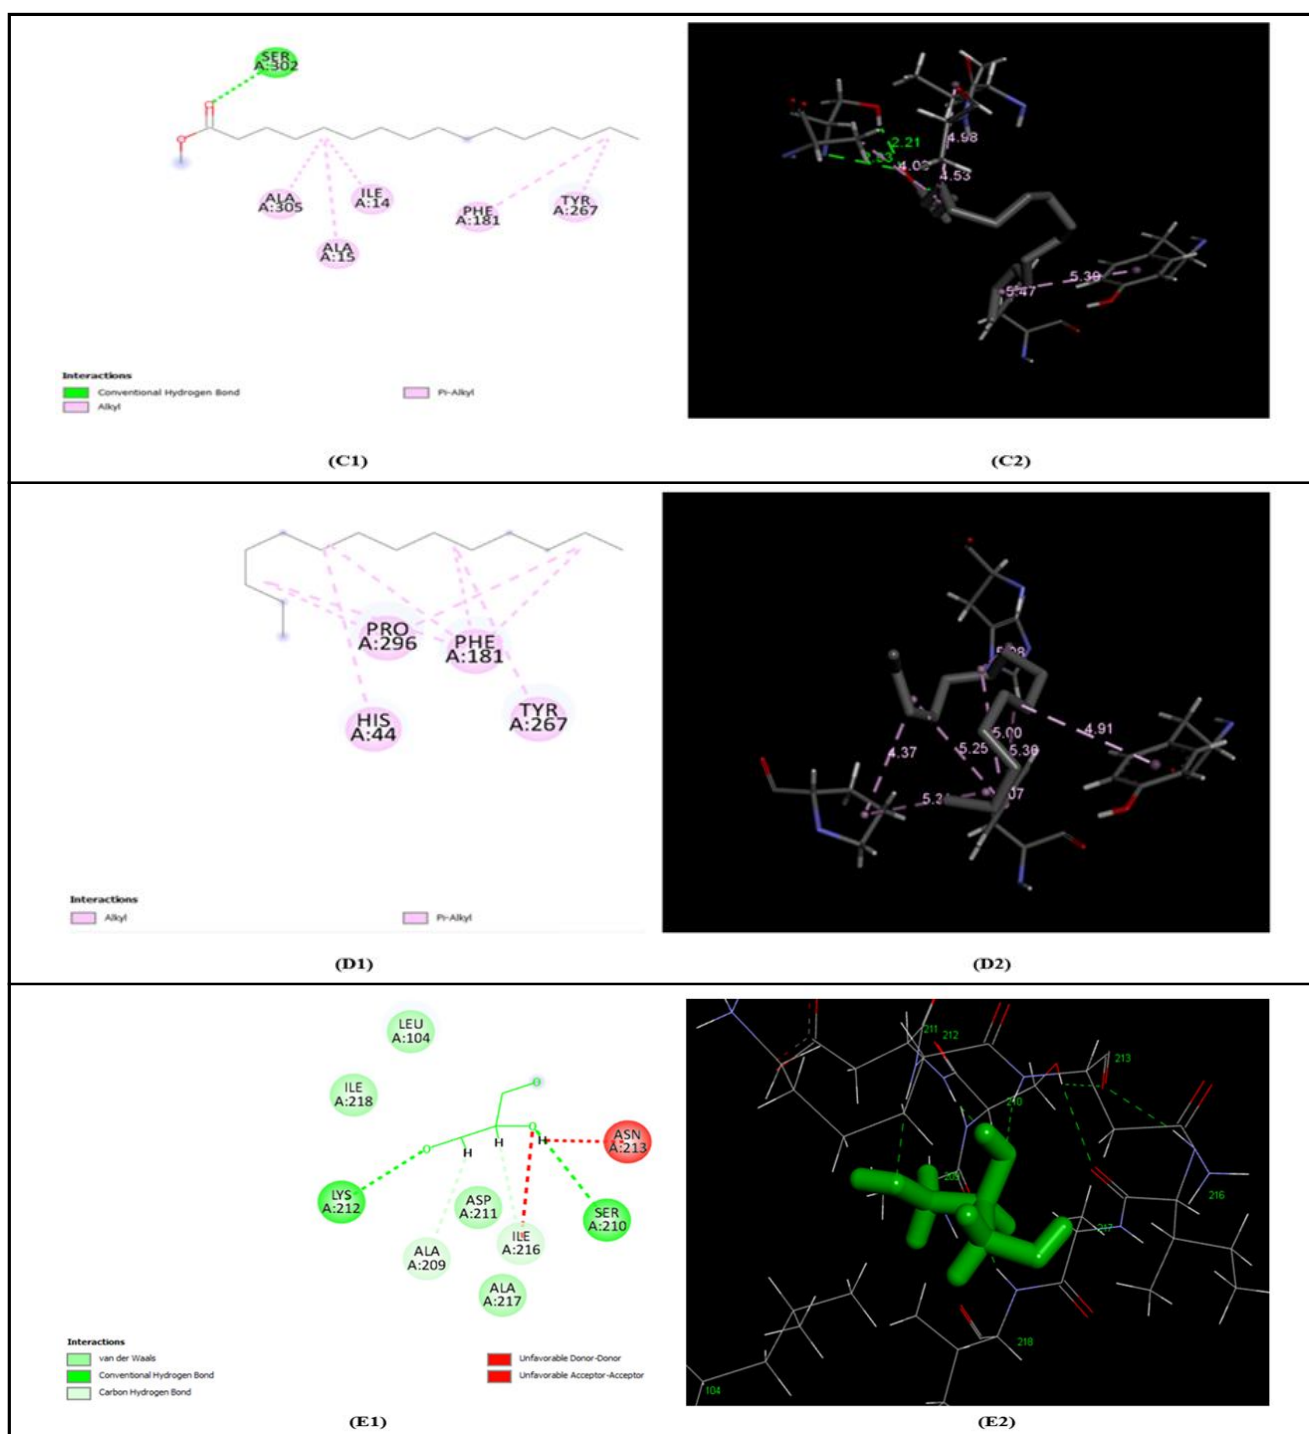 SER
A:302
ALA
A:305
ILE
A:14
ALA
A:15
PHE
A:181
TYR
A:267
Interactions
Conventional Hydrogen Bond
Alkyl
Pi-Alkyl
(C1)
2.21
4.98
4.53
5.39
5.47
(C2)
PRO
A:296
PHE
A:181
HIS
A:44
TYR
A:267
Interactions
Alkyl
Pi-Alkyl
(D1)
5.00
4.91
4.37
5.25
5.36
(D2)
LEU
A:104
ILE
A:218
O
O
O
H
H
H
ASN
A:213
LYS
A:212
ASP
A:211
SER
A:210
ILE
A:216
ALA
A:209
ALA
A:217
Interactions
van der Waals
Conventional Hydrogen Bond
Carbon Hydrogen Bond
Unfavorable Donor-Donor
Unfavorable Acceptor-Acceptor
(E1)
211
212
213
210
209
216
217
218
104
(E2)